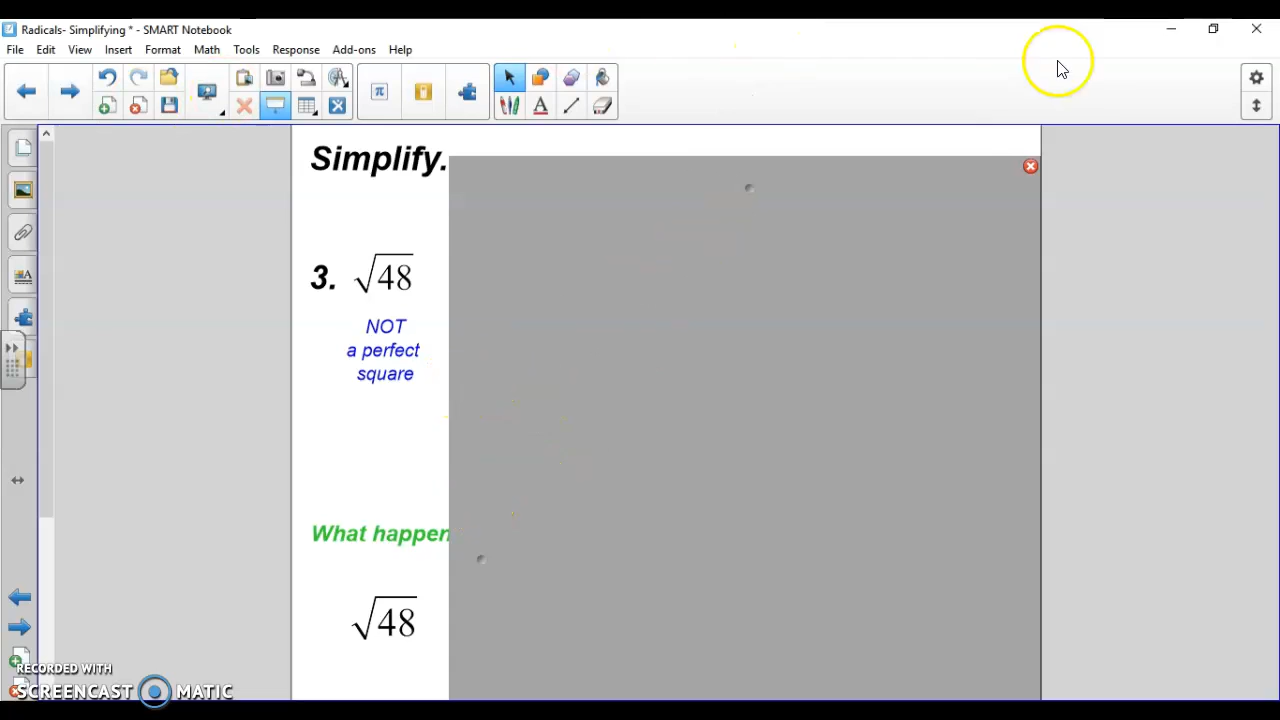 Radicals- Simplifying * - SMART Notebook
File Edit View Insert Format Math Tools Response Add-ons Help
π
A
Simplify.
3. √48
NOT
a perfect
square
What happen
√48
RECORDED WITH
SCREENCAST MATIC